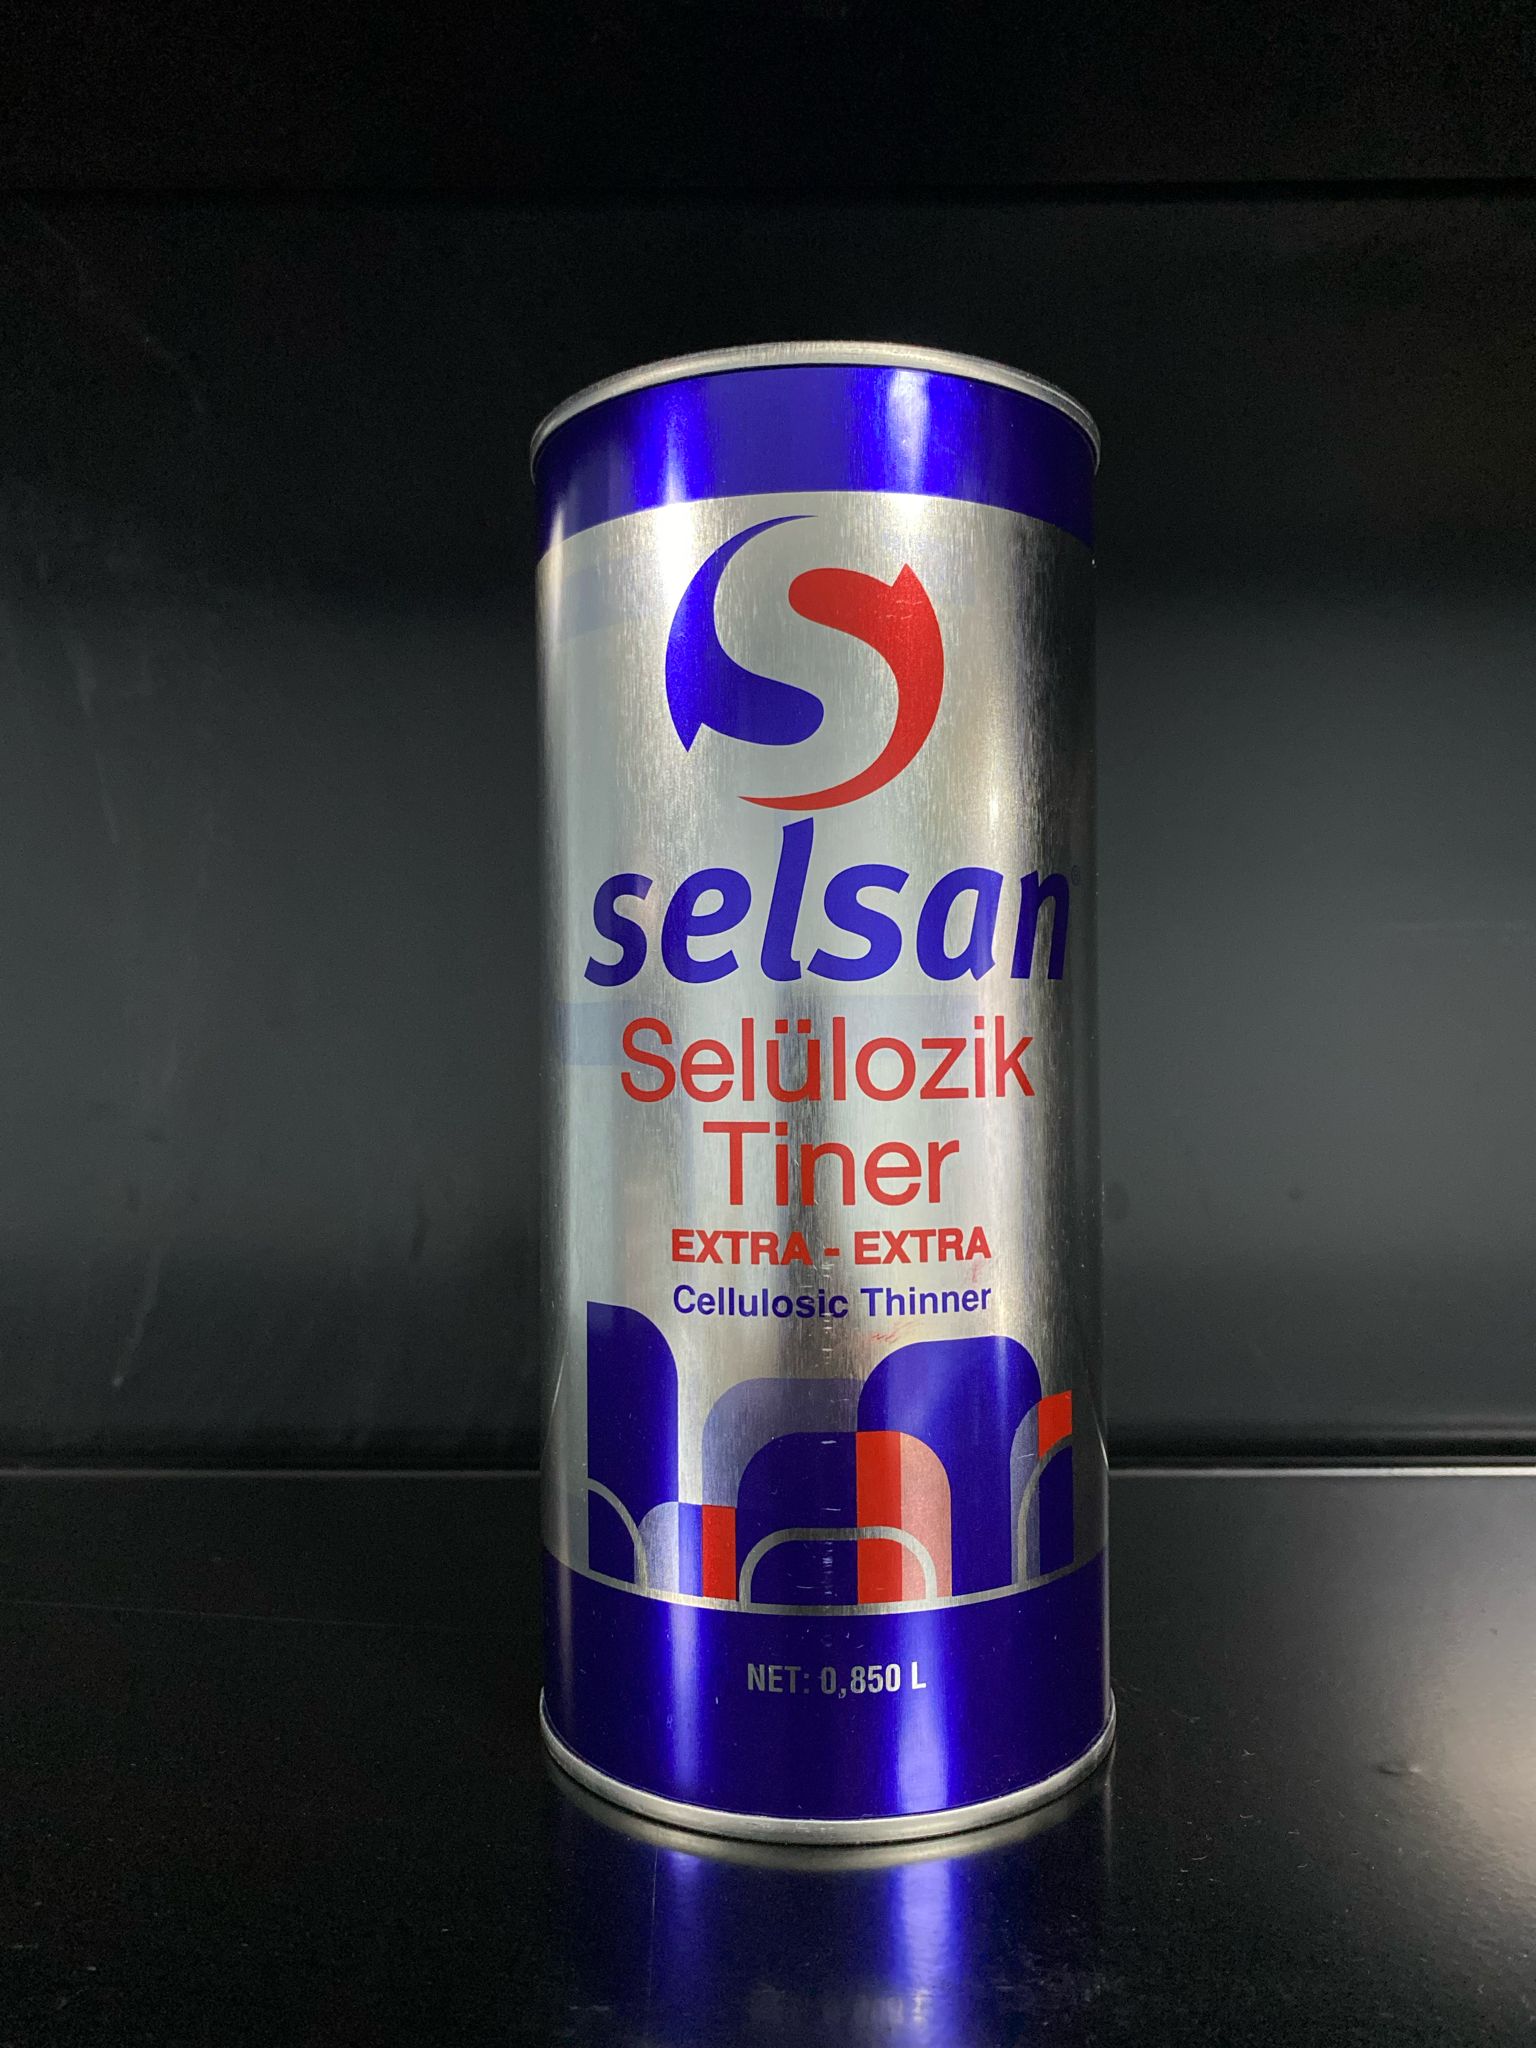 selsan
Selülozik
Tiner
EXTRA - EXTRA
Cellulosic Thinner
NET: 0,850 L